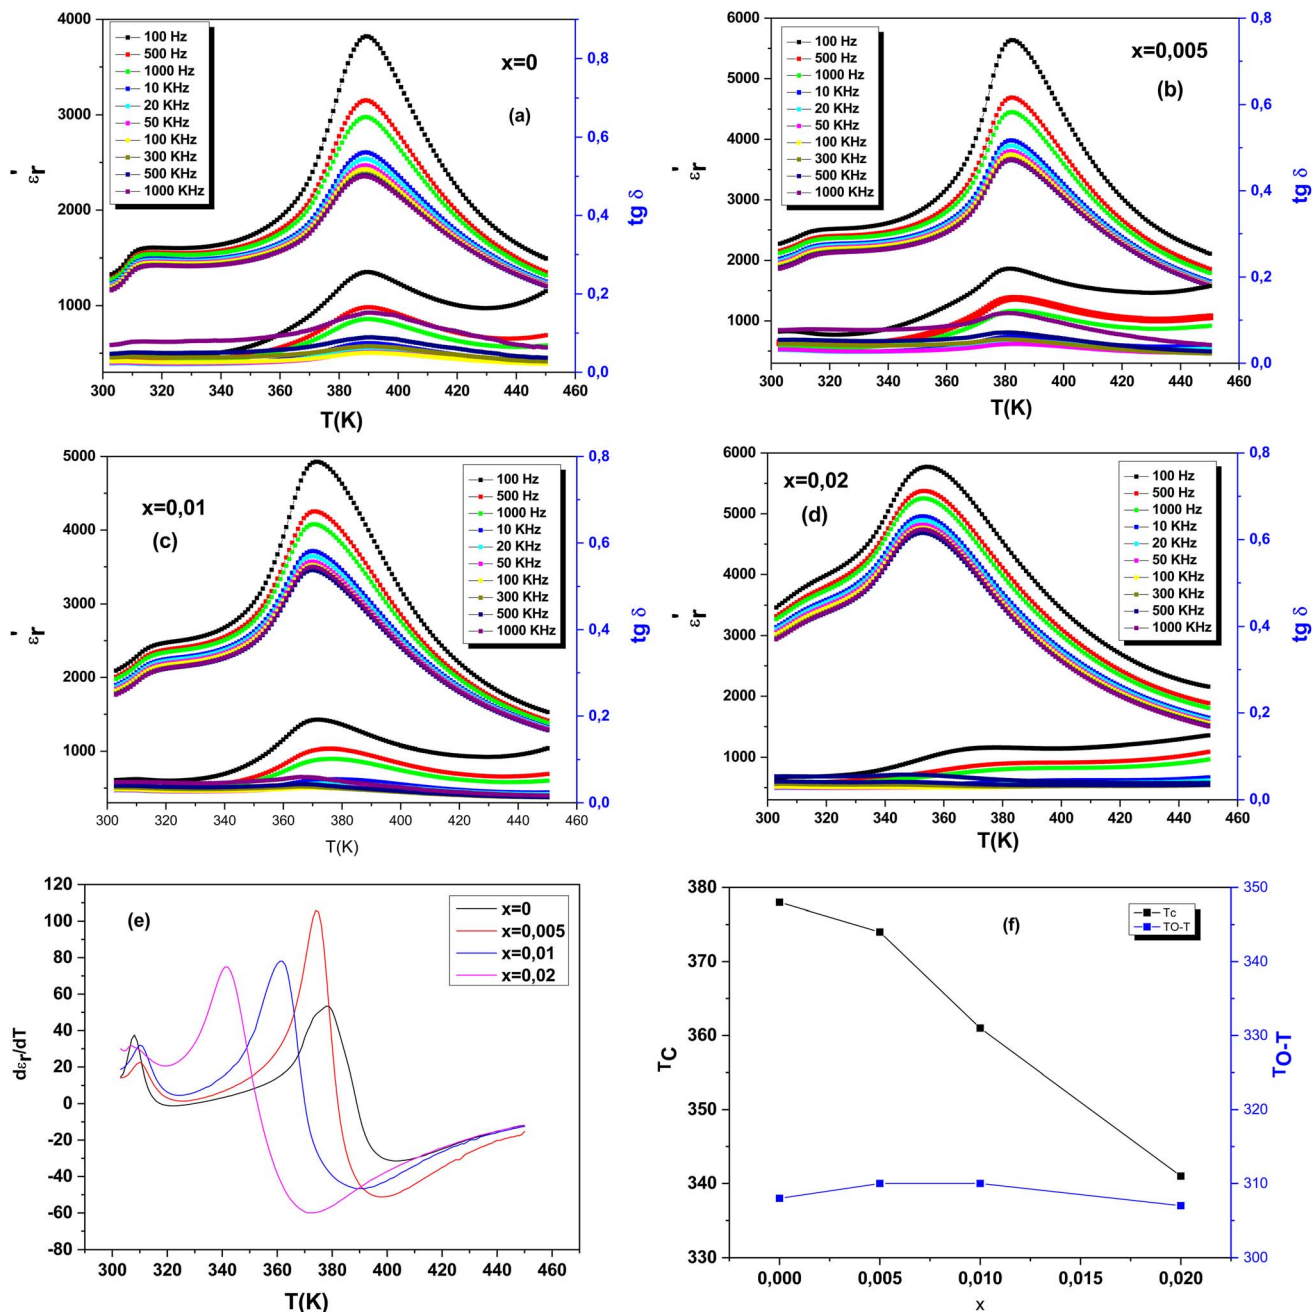 4000
3000
2000
1000
εr'
100 Hz
500 Hz
1000 Hz
10 KHz
20 KHz
50 KHz
100 KHz
300 KHz
500 KHz
1000 KHz
x=0
(a)
0,8
0,6
0,4
0,2
0,0
tg δ
300 320 340 360 380 400 420 440 460
T(K)
6000
5000
4000
3000
2000
1000
εr'
100 Hz
500 Hz
1000 Hz
10 KHz
20 KHz
50 KHz
100 KHz
300 KHz
500 KHz
1000 KHz
x=0,005
(b)
0,8
0,6
0,4
0,2
0,0
tg δ
300 320 340 360 380 400 420 440 460
T(K)
5000
4000
3000
2000
1000
εr'
x=0,01
(c)
100 Hz
500 Hz
1000 Hz
10 KHz
20 KHz
50 KHz
100 KHz
300 KHz
500 KHz
1000 KHz
0,8
0,6
0,4
0,2
0,0
tg δ
300 320 340 360 380 400 420 440 460
T(K)
6000
5000
4000
3000
2000
1000
εr'
x=0,02
(d)
100 Hz
500 Hz
1000 Hz
10 KHz
20 KHz
50 KHz
100 KHz
300 KHz
500 KHz
1000 KHz
0,8
0,6
0,4
0,2
0,0
tg δ
300 320 340 360 380 400 420 440 460
T(K)
120
100
80
60
40
20
0
-20
-40
-60
-80
dεr/dT
(e)
x=0
x=0,005
x=0,01
x=0,02
300 320 340 360 380 400 420 440 460
T(K)
380
370
360
350
340
330
TC
(f)
Tc
TO-T
350
340
330
320
310
300
TO-T
0,000 0,005 0,010 0,015 0,020
x